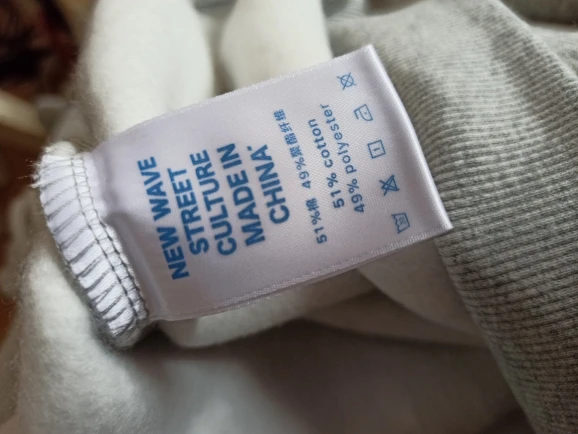 NEW WAVE
STREET
CULTURE
MADE IN
CHINA.
51%棉 49%聚酯纤维
51% cotton
49% polyester